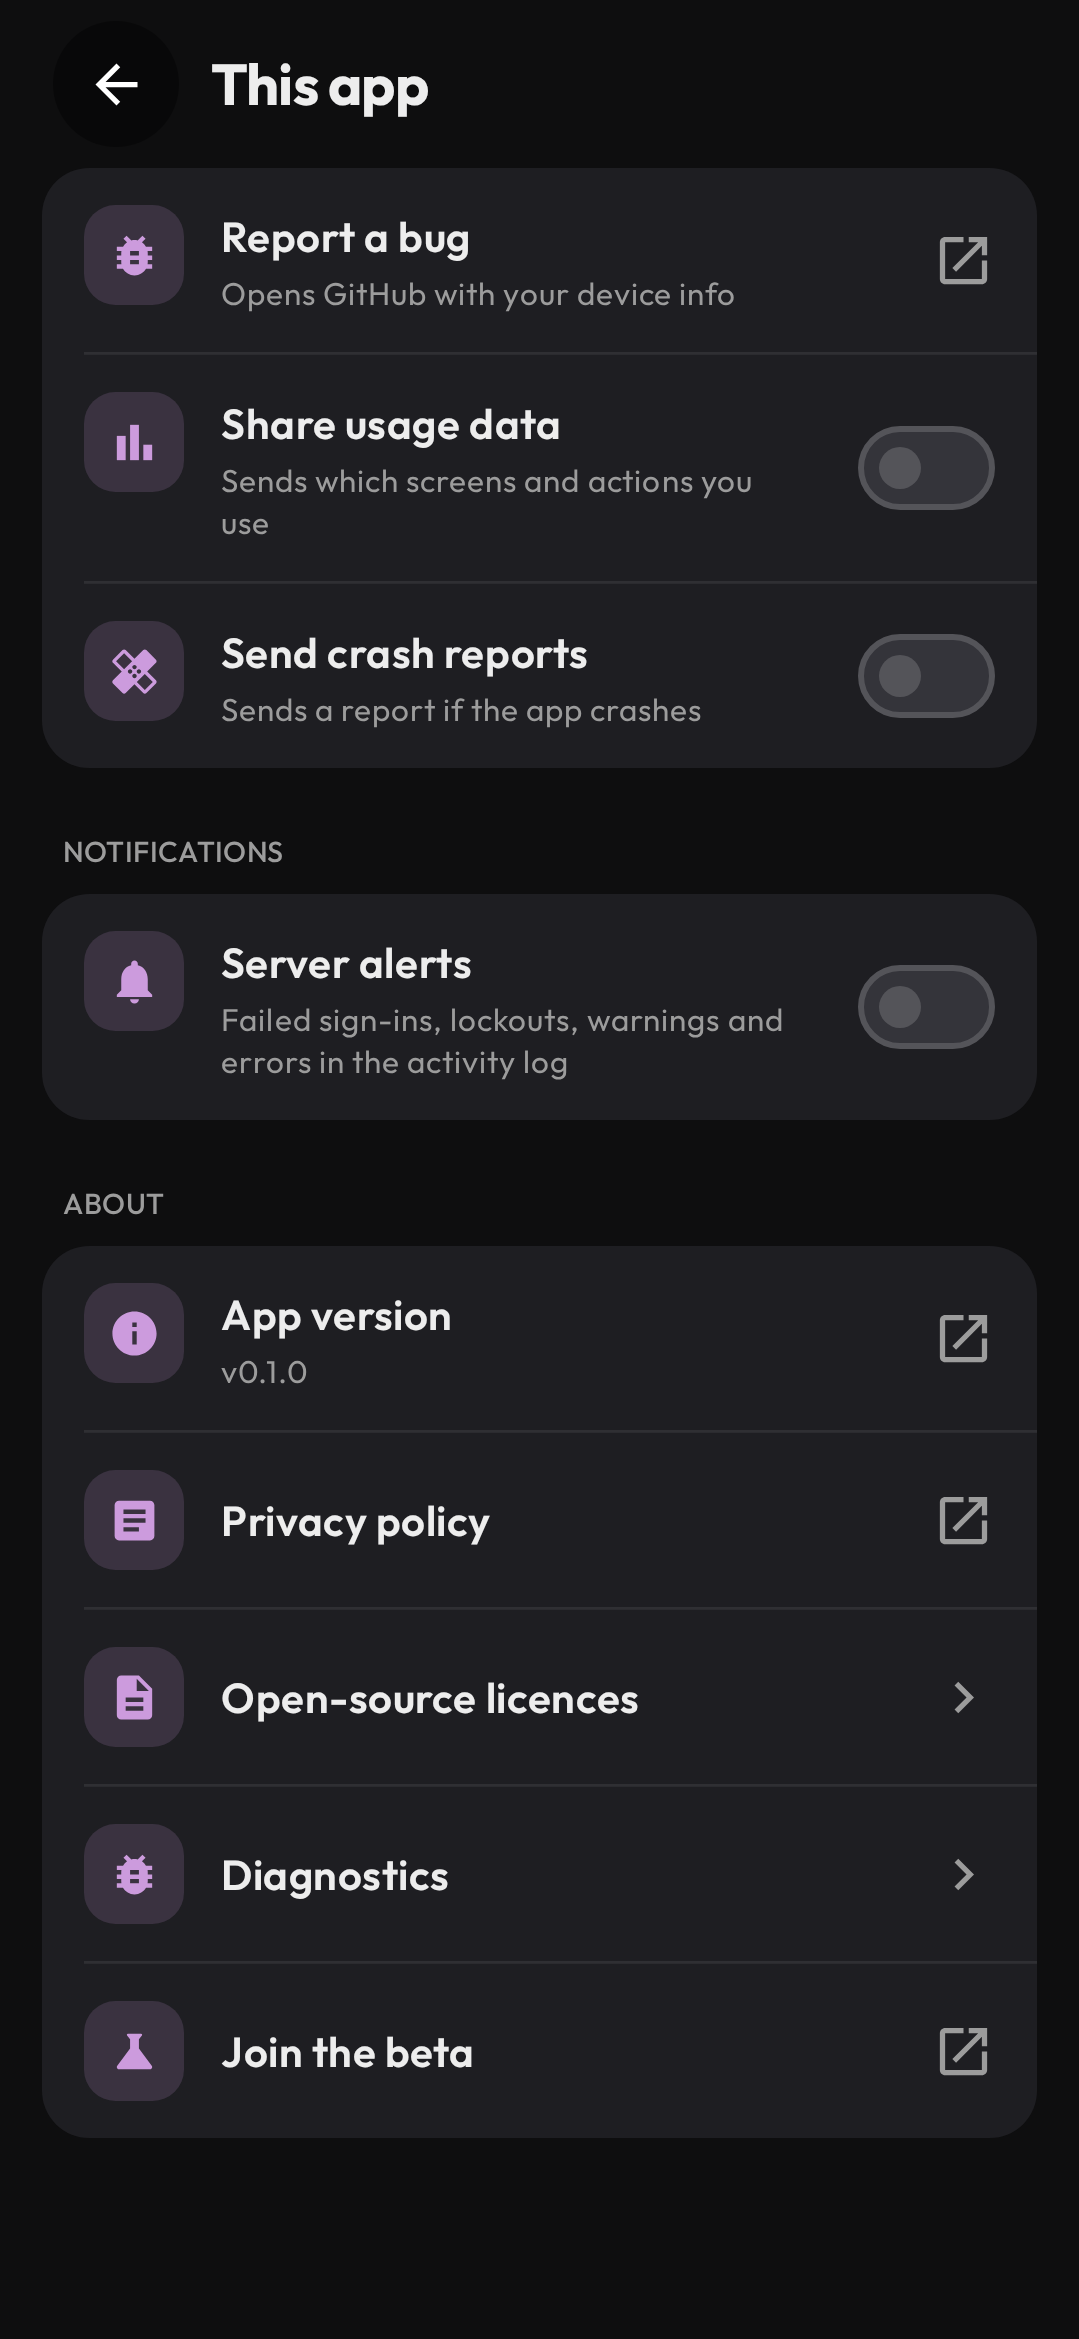 This app
Report a bug
Opens GitHub with your device info
Share usage data
Sends which screens and actions you
use
Send crash reports
Sends a report if the app crashes
NOTIFICATIONS
Server alerts
Failed sign-ins, lockouts, warnings and
errors in the activity log
ABOUT
App version
v0.1.0
Privacy policy
Open-source licences
Diagnostics
Join the beta